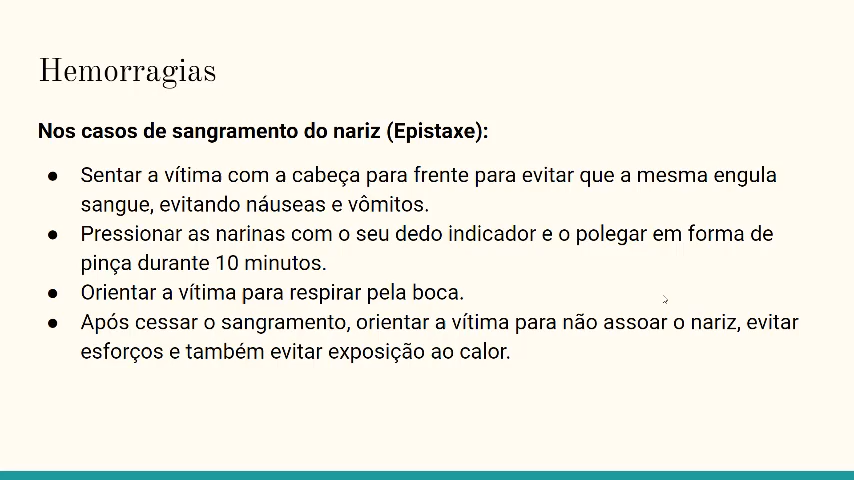 Hemorragias
Nos casos de sangramento do nariz (Epistaxe):
● Sentar a vítima com a cabeça para frente para evitar que a mesma engula
sangue, evitando náuseas e vômitos.
● Pressionar as narinas com o seu dedo indicador e o polegar em forma de
pinça durante 10 minutos.
● Orientar a vítima para respirar pela boca.
● Após cessar o sangramento, orientar a vítima para não assoar o nariz, evitar
esforços e também evitar exposição ao calor.